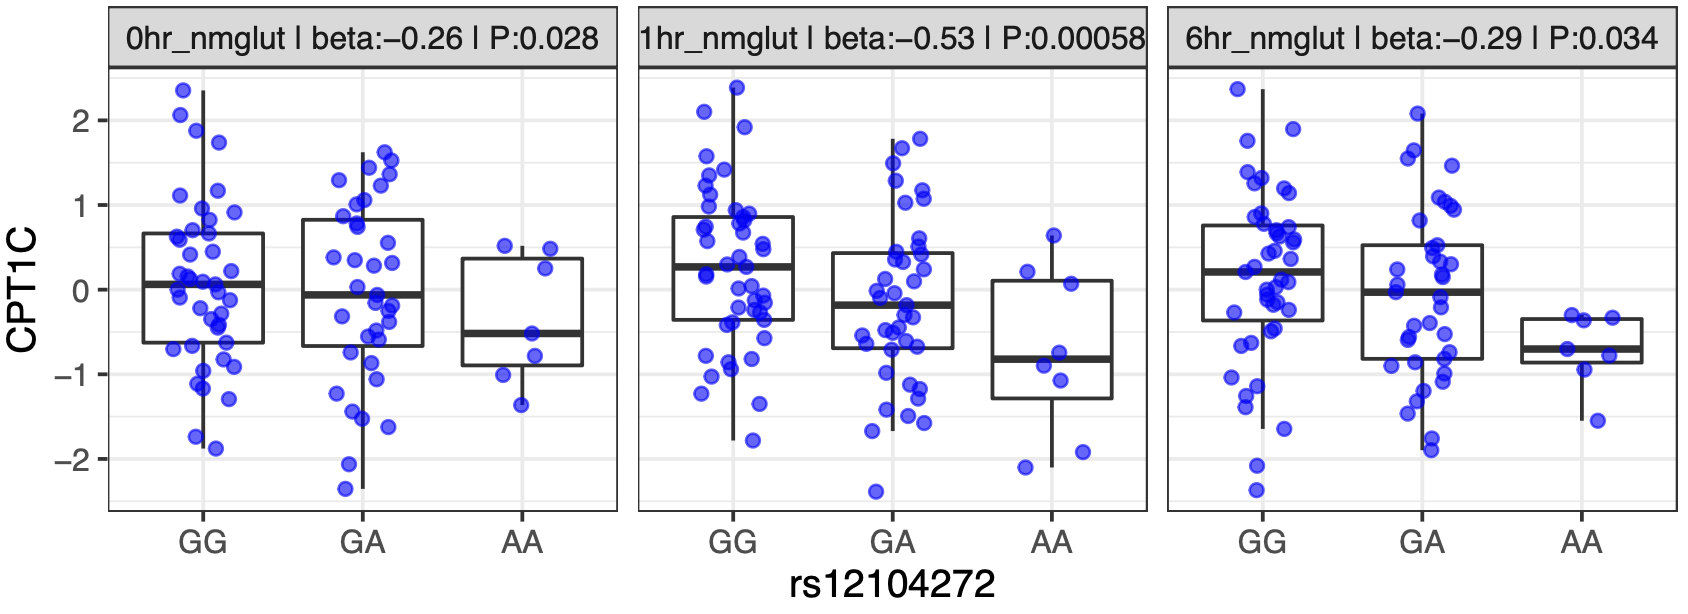 0hr_nmglut | beta:−0.26 | P:0.028
1hr_nmglut | beta:−0.53 | P:0.00058
6hr_nmglut | beta:−0.29 | P:0.034
CPT1C
2
1
0
−1
−2
GG GA AA
GG GA AA
GG GA AA
rs12104272